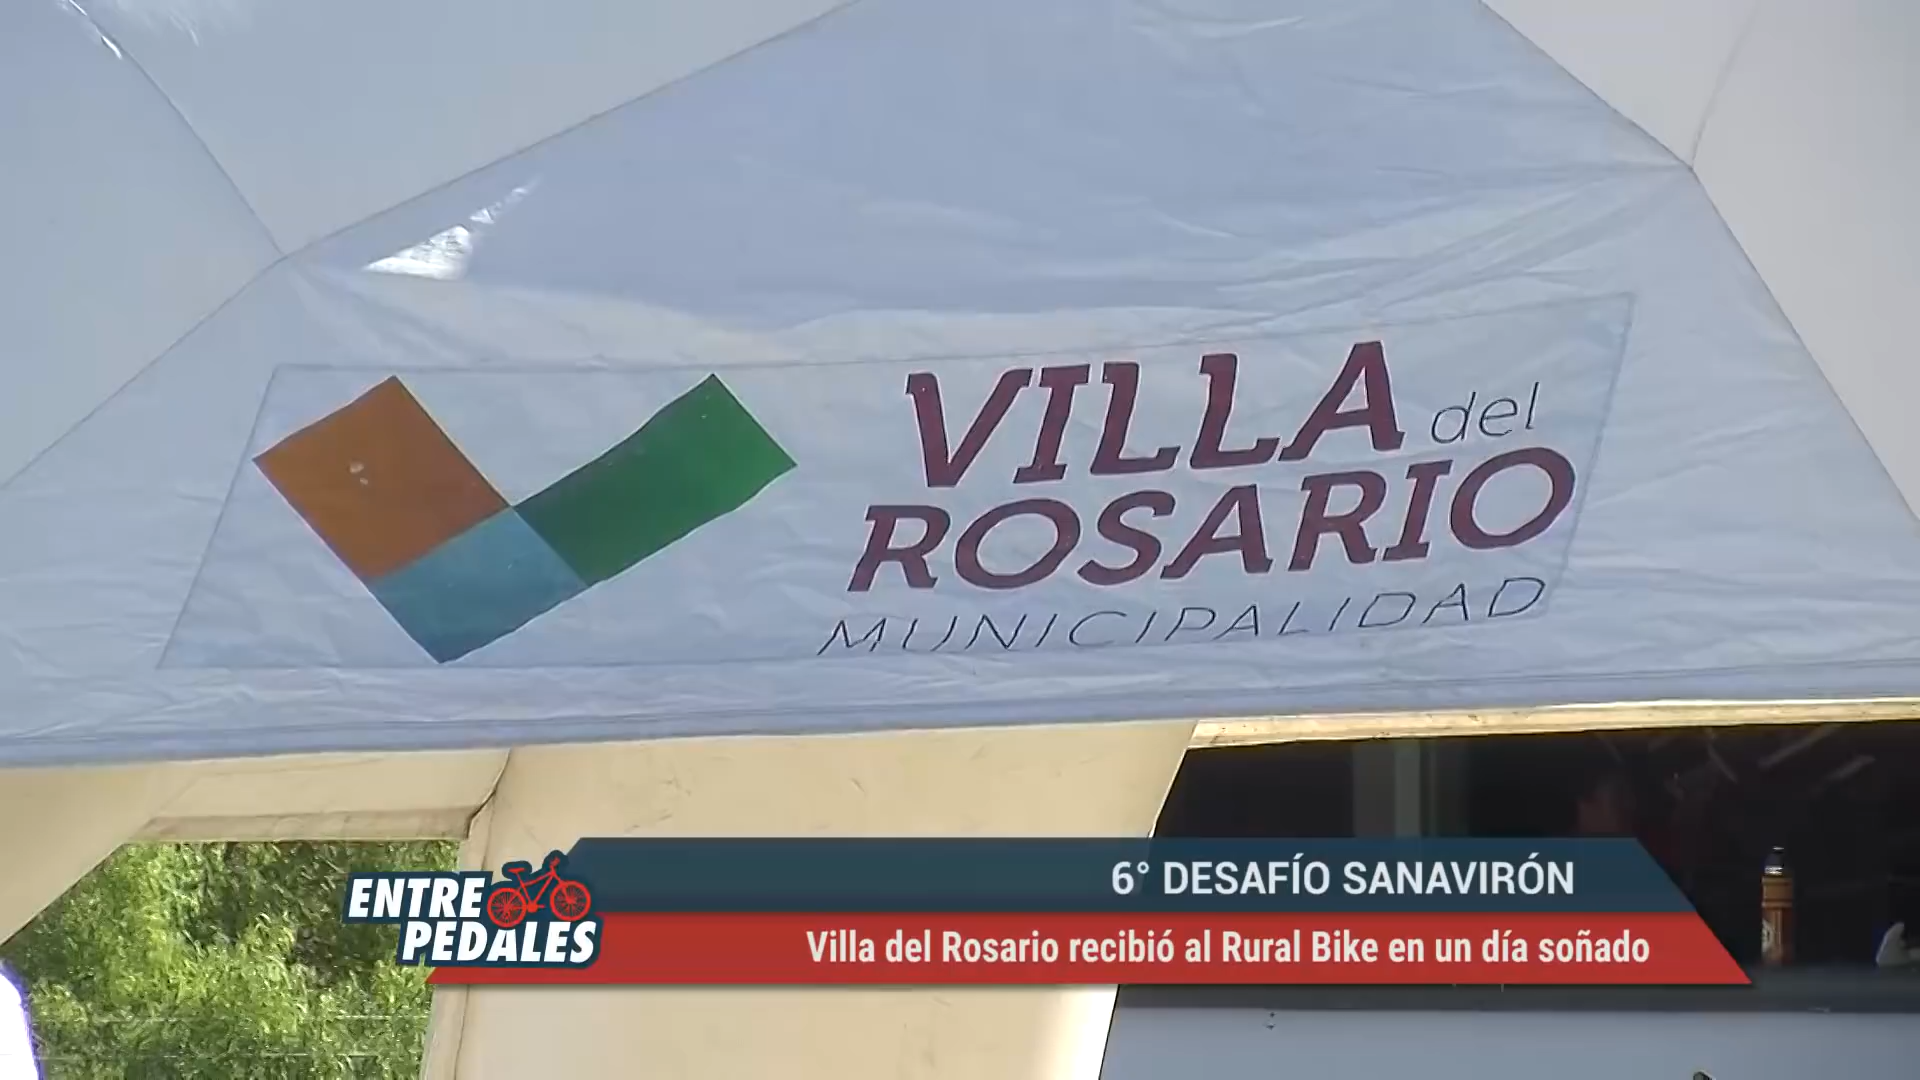 VILLA del
ROSARIO
MUNICIPALIDAD
ENTRE
PEDALES
6° DESAFÍO SANAVIRÓN
Villa del Rosario recibió al Rural Bike en un día soñado